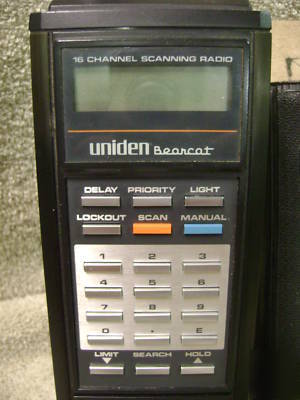 16 CHANNEL SCANNING RADIO
uniden Bearcat
DELAY PRIORITY LIGHT
LOCKOUT SCAN MANUAL
1 2 3
4 5 6
7 8 9
0 . E
LIMIT SEARCH HOLD
▼ ▲